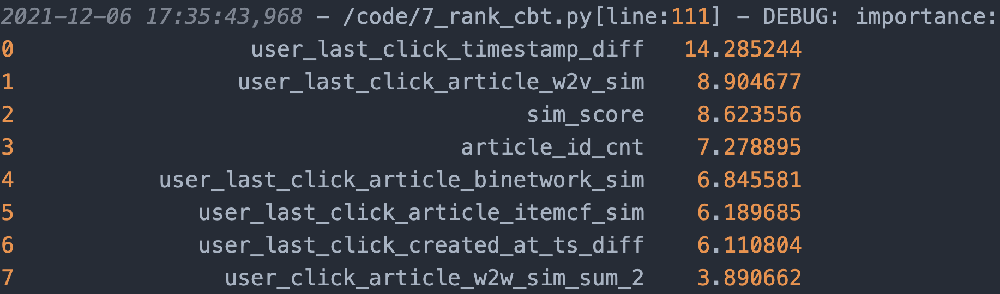 2021-12-06 17:35:43,968 - /code/7_rank_cbt.py[line:111] - DEBUG: importance:
0 user_last_click_timestamp_diff 14.285244
1 user_last_click_article_w2v_sim 8.904677
2 sim_score 8.623556
3 article_id_cnt 7.278895
4 user_last_click_article_binetwork_sim 6.845581
5 user_last_click_article_itemcf_sim 6.189685
6 user_last_click_created_at_ts_diff 6.110804
7 user_click_article_w2w_sim_sum_2 3.890662